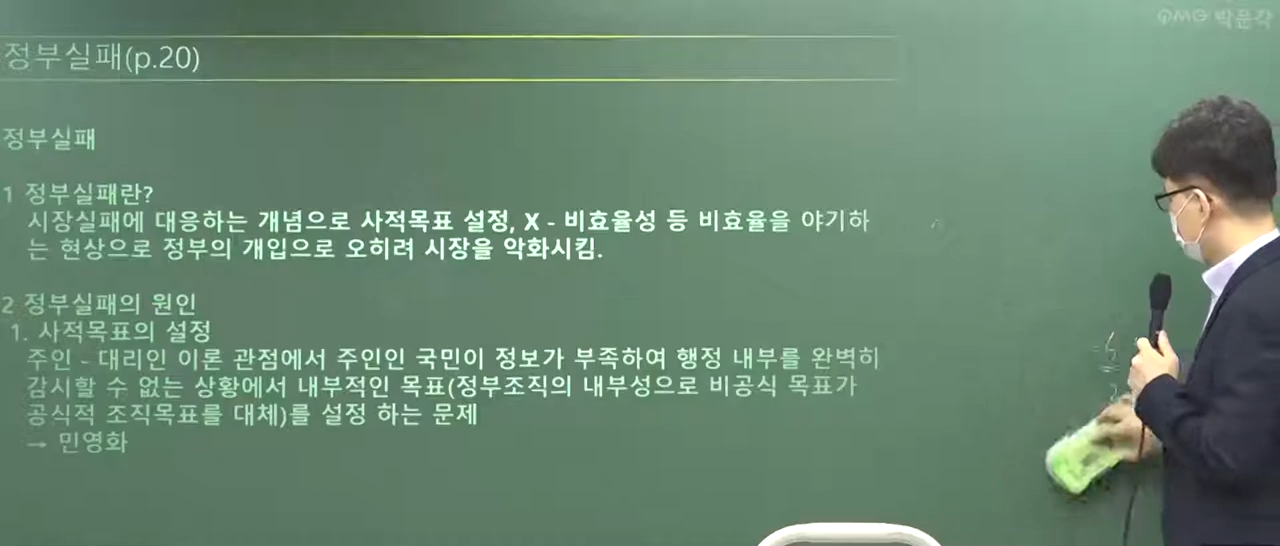 PMG 박문각
정부실패(p.20)
정부실패
1 정부실패란?
시장실패에 대응하는 개념으로 사적목표 설정, X - 비효율성 등 비효율을 야기하
는 현상으로 정부의 개입으로 오히려 시장을 악화시킴.
2 정부실패의 원인
1. 사적목표의 설정
주인 - 대리인 이론 관점에서 주인인 국민이 정보가 부족하여 행정 내부를 완벽히
감시할 수 없는 상황에서 내부적인 목표(정부조직의 내부성으로 비공식 목표가
공식적 조직목표를 대체)를 설정 하는 문제
→ 민영화